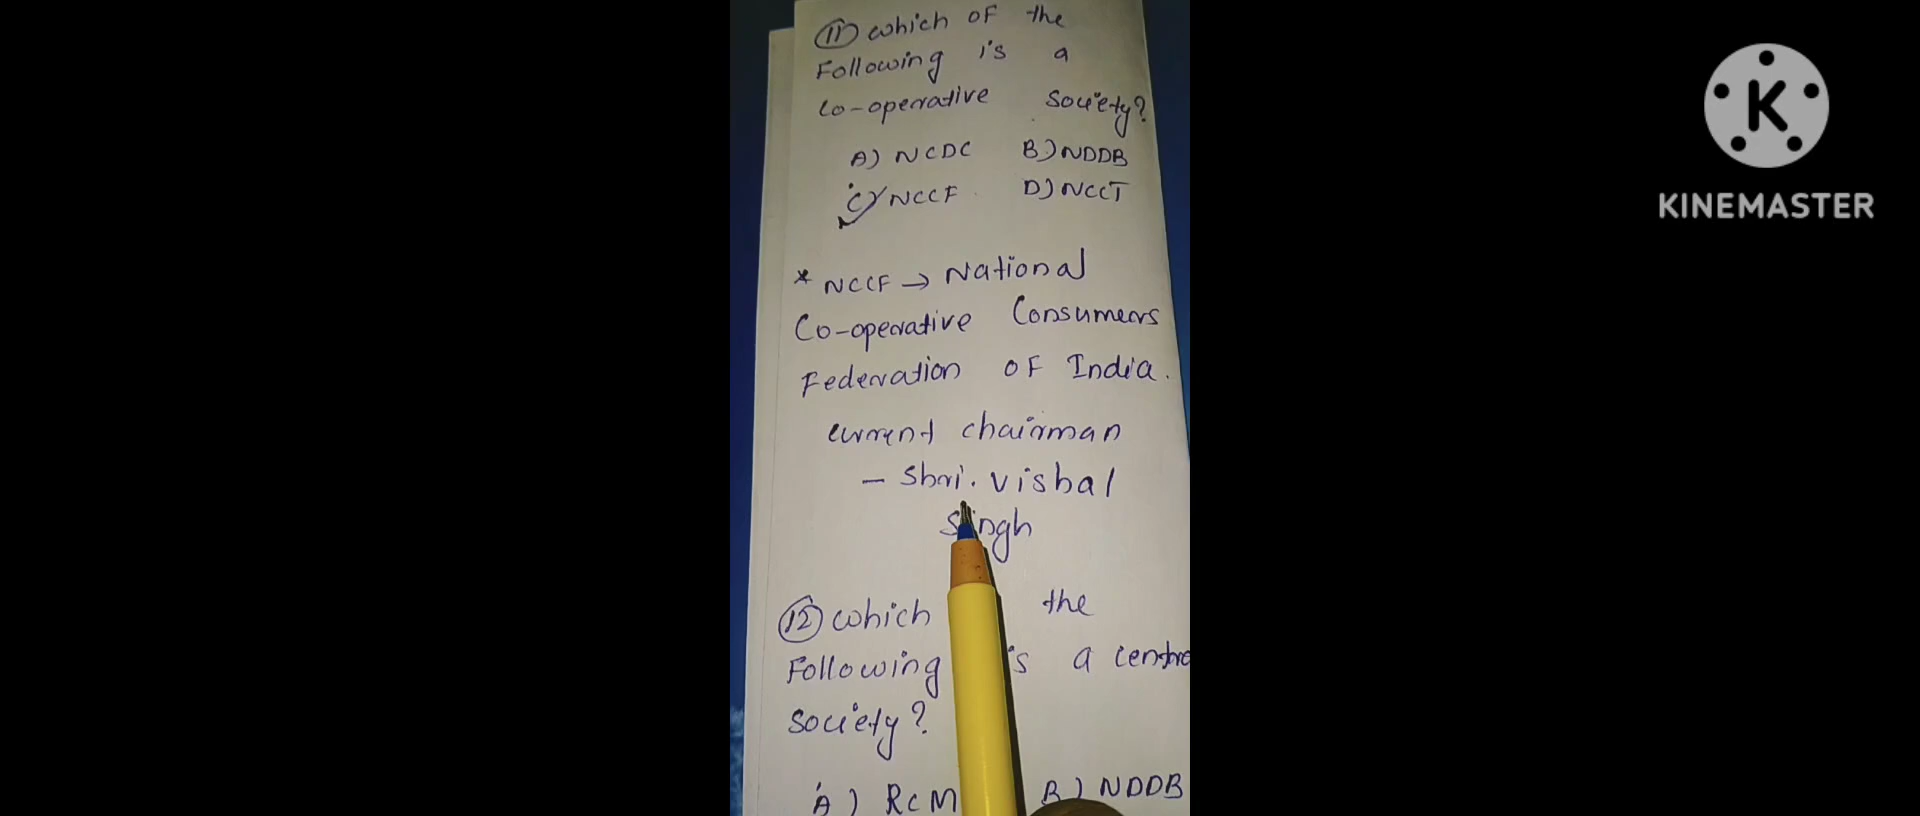 11) which of the
Following is a
Co-operative Society?
A) NCDC B) NDDB
C) NCCF D) NCCT
* NCCF → National
Co-operative Consumers
Federation of India.
current chairman
- Shri. Vishal
Singh
12) which the
Following is a centra
society?
A) RCM B) NDDB
KINEMASTER